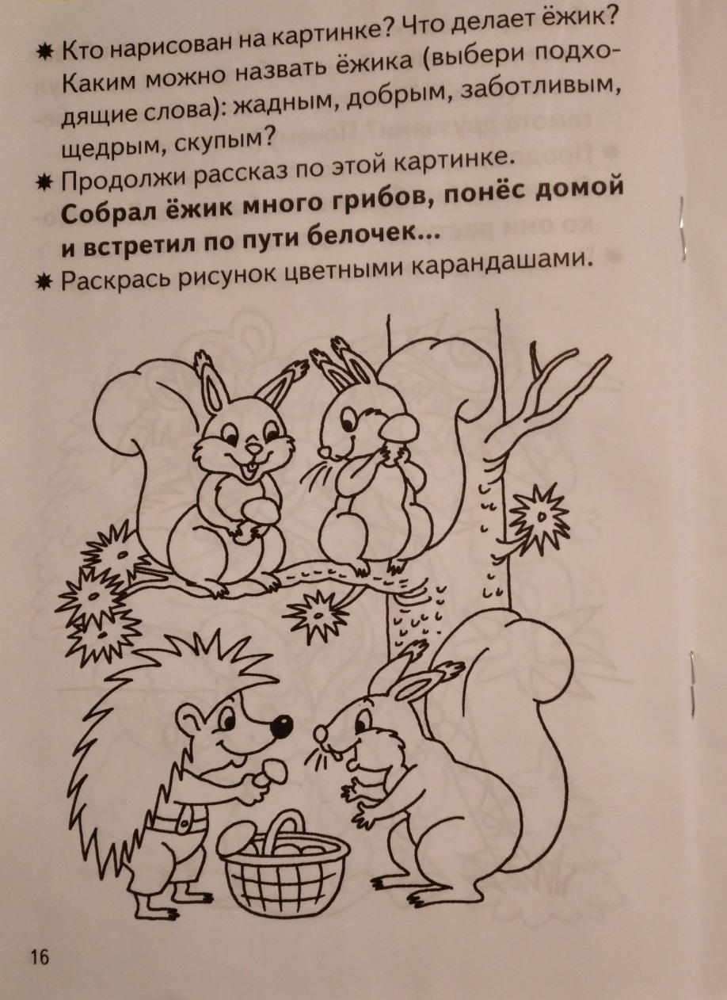 ✷ Кто нарисован на картинке? Что делает ёжик?
Каким можно назвать ёжика (выбери подхо-
дящие слова): жадным, добрым, заботливым,
щедрым, скупым?
✷ Продолжи рассказ по этой картинке.
Собрал ёжик много грибов, понёс домой
и встретил по пути белочек...
✷ Раскрась рисунок цветными карандашами.
16